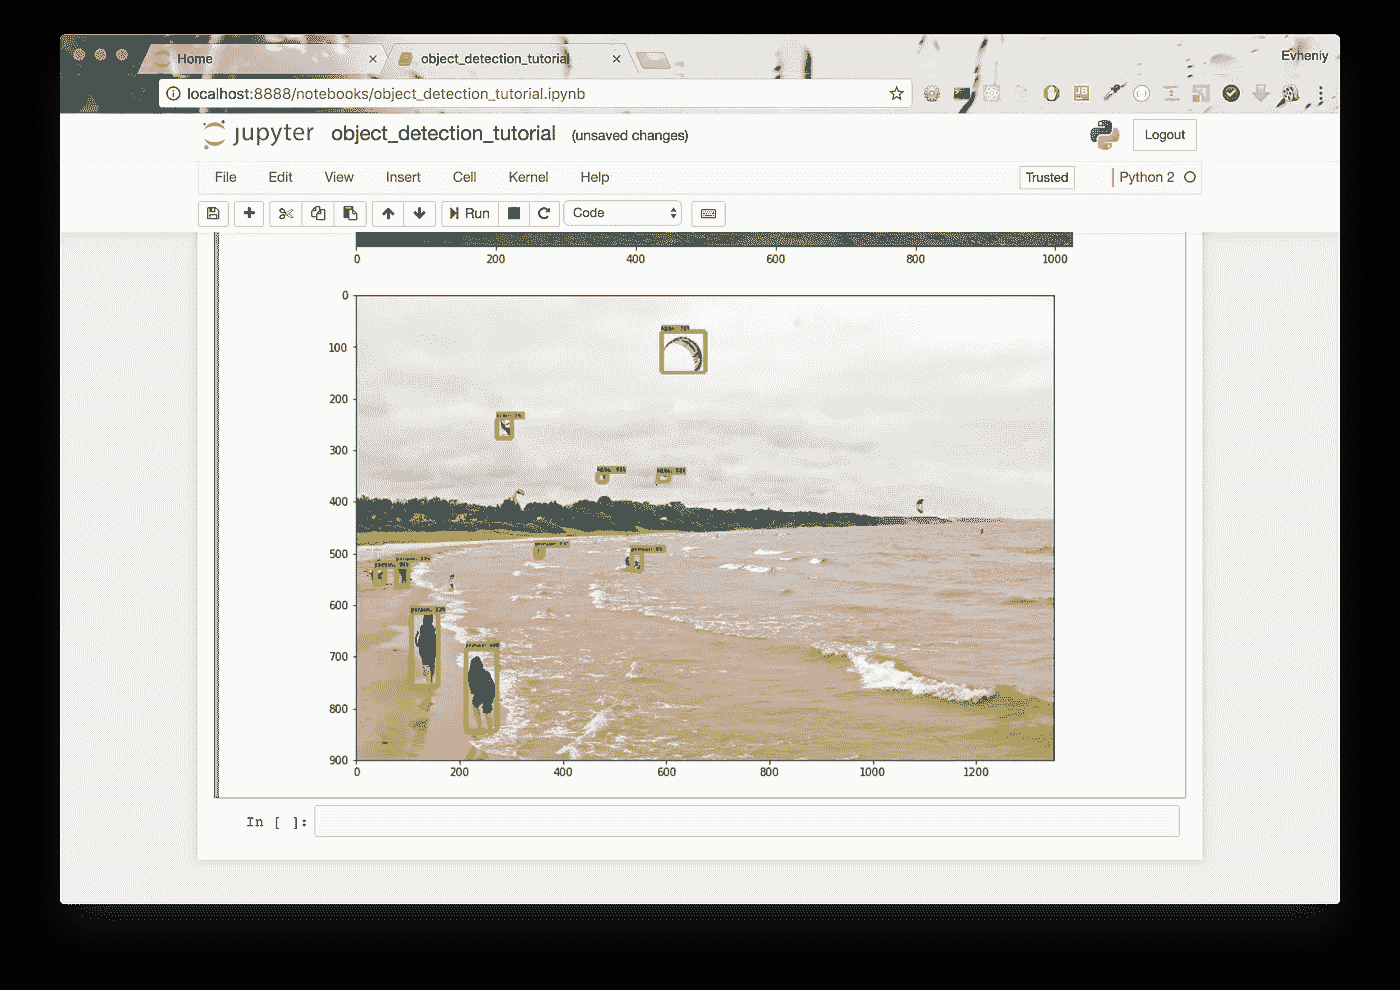 Home
object_detection_tutorial
Evheniy
localhost:8888/notebooks/object_detection_tutorial.ipynb
JB
jupyter object_detection_tutorial (unsaved changes)
Logout
File Edit View Insert Cell Kernel Help
Trusted
Python 2
Run
Code
0 200 400 600 800 1000
0
100
200
300
400
500
600
700
800
900
0 200 400 600 800 1000 1200
In [ ]: